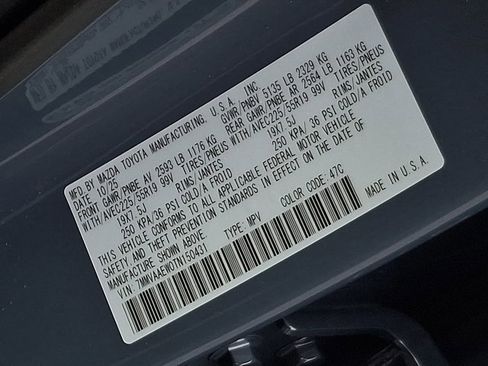 MFD BY MAZDA TOYOTA MANUFACTURING, U.S.A., INC.
DATE: 10/25 GVWR/PNBV 5135 LB 2329 KG
FRONT GAWR/PNBE AV 2593 LB 1176 KG REAR GAWR/PNBE AR 2564 LB 1163 KG
WITH/AVEC225/55R19 99V TIRES/PNEUS WITH/AVEC225/55R19 99V TIRES/PNEUS
19X7.5J RIMS/JANTES 19X7.5J RIMS/JANTES
250 KPA/36 PSI COLD/A FROID 250 KPA/ 36 PSI COLD/A FROID
THIS VEHICLE CONFORMS TO ALL APPLICABLE FEDERAL MOTOR VEHICLE
SAFETY, AND THEFT PREVENTION STANDARDS IN EFFECT ON THE DATE OF
MANUFACTURE SHOWN ABOVE.
TYPE: MPV COLOR CODE: 47C
MADE IN U.S.A.